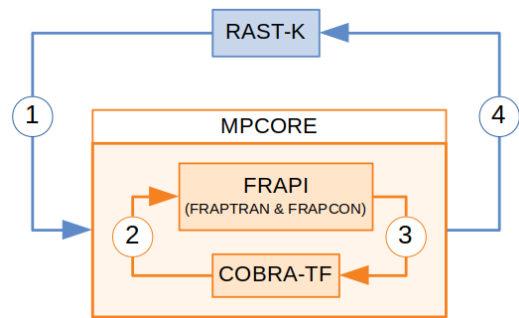 RAST-K
1
4
MPCORE
FRAPI
(FRAPTRAN & FRAPCON)
2
3
COBRA-TF